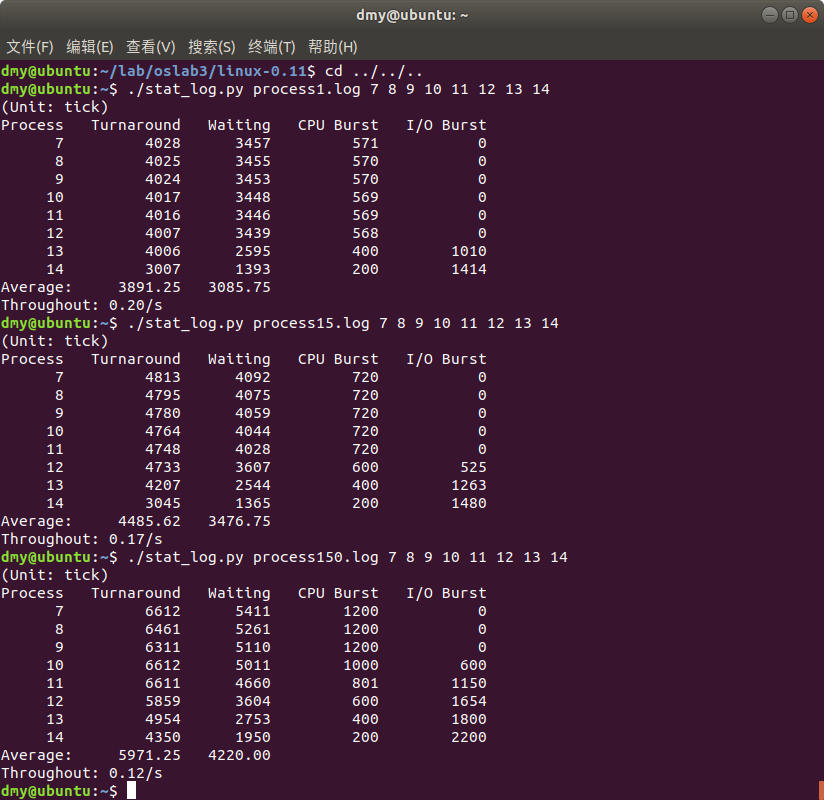 dmy@ubuntu: ~
文件(F) 编辑(E) 查看(V) 搜索(S) 终端(T) 帮助(H)
dmy@ubuntu:~/lab/oslab3/linux-0.11$ cd ../../..
dmy@ubuntu:~$ ./stat_log.py process1.log 7 8 9 10 11 12 13 14
(Unit: tick)
Process   Turnaround   Waiting   CPU Burst   I/O Burst
      7         4028      3457         571           0
      8         4025      3455         570           0
      9         4024      3453         570           0
     10         4017      3448         569           0
     11         4016      3446         569           0
     12         4007      3439         568           0
     13         4006      2595         400        1010
     14         3007      1393         200        1414
Average:     3891.25   3085.75
Throughout: 0.20/s
dmy@ubuntu:~$ ./stat_log.py process15.log 7 8 9 10 11 12 13 14
(Unit: tick)
Process   Turnaround   Waiting   CPU Burst   I/O Burst
      7         4813      4092         720           0
      8         4795      4075         720           0
      9         4780      4059         720           0
     10         4764      4044         720           0
     11         4748      4028         720           0
     12         4733      3607         600         525
     13         4207      2544         400        1263
     14         3045      1365         200        1480
Average:     4485.62   3476.75
Throughout: 0.17/s
dmy@ubuntu:~$ ./stat_log.py process150.log 7 8 9 10 11 12 13 14
(Unit: tick)
Process   Turnaround   Waiting   CPU Burst   I/O Burst
      7         6612      5411        1200           0
      8         6461      5261        1200           0
      9         6311      5110        1200           0
     10         6612      5011        1000         600
     11         6611      4660         801        1150
     12         5859      3604         600        1654
     13         4954      2753         400        1800
     14         4350      1950         200        2200
Average:     5971.25   4220.00
Throughout: 0.12/s
dmy@ubuntu:~$